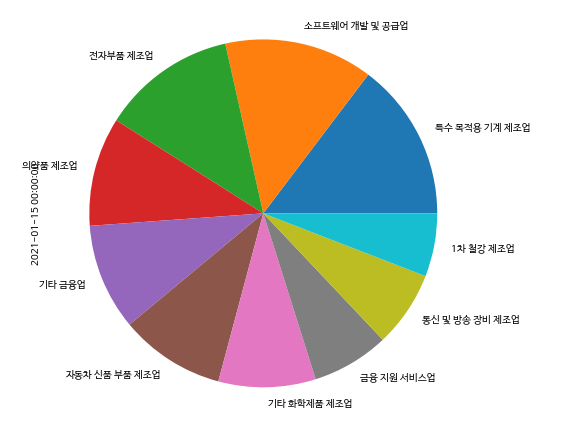 소프트웨어 개발 및 공급업
전자부품 제조업
특수 목적용 기계 제조업
의약품 제조업
2021-01-15 00:00:00
1차 철강 제조업
기타 금융업
통신 및 방송 장비 제조업
자동차 신품 부품 제조업
금융 지원 서비스업
기타 화학제품 제조업